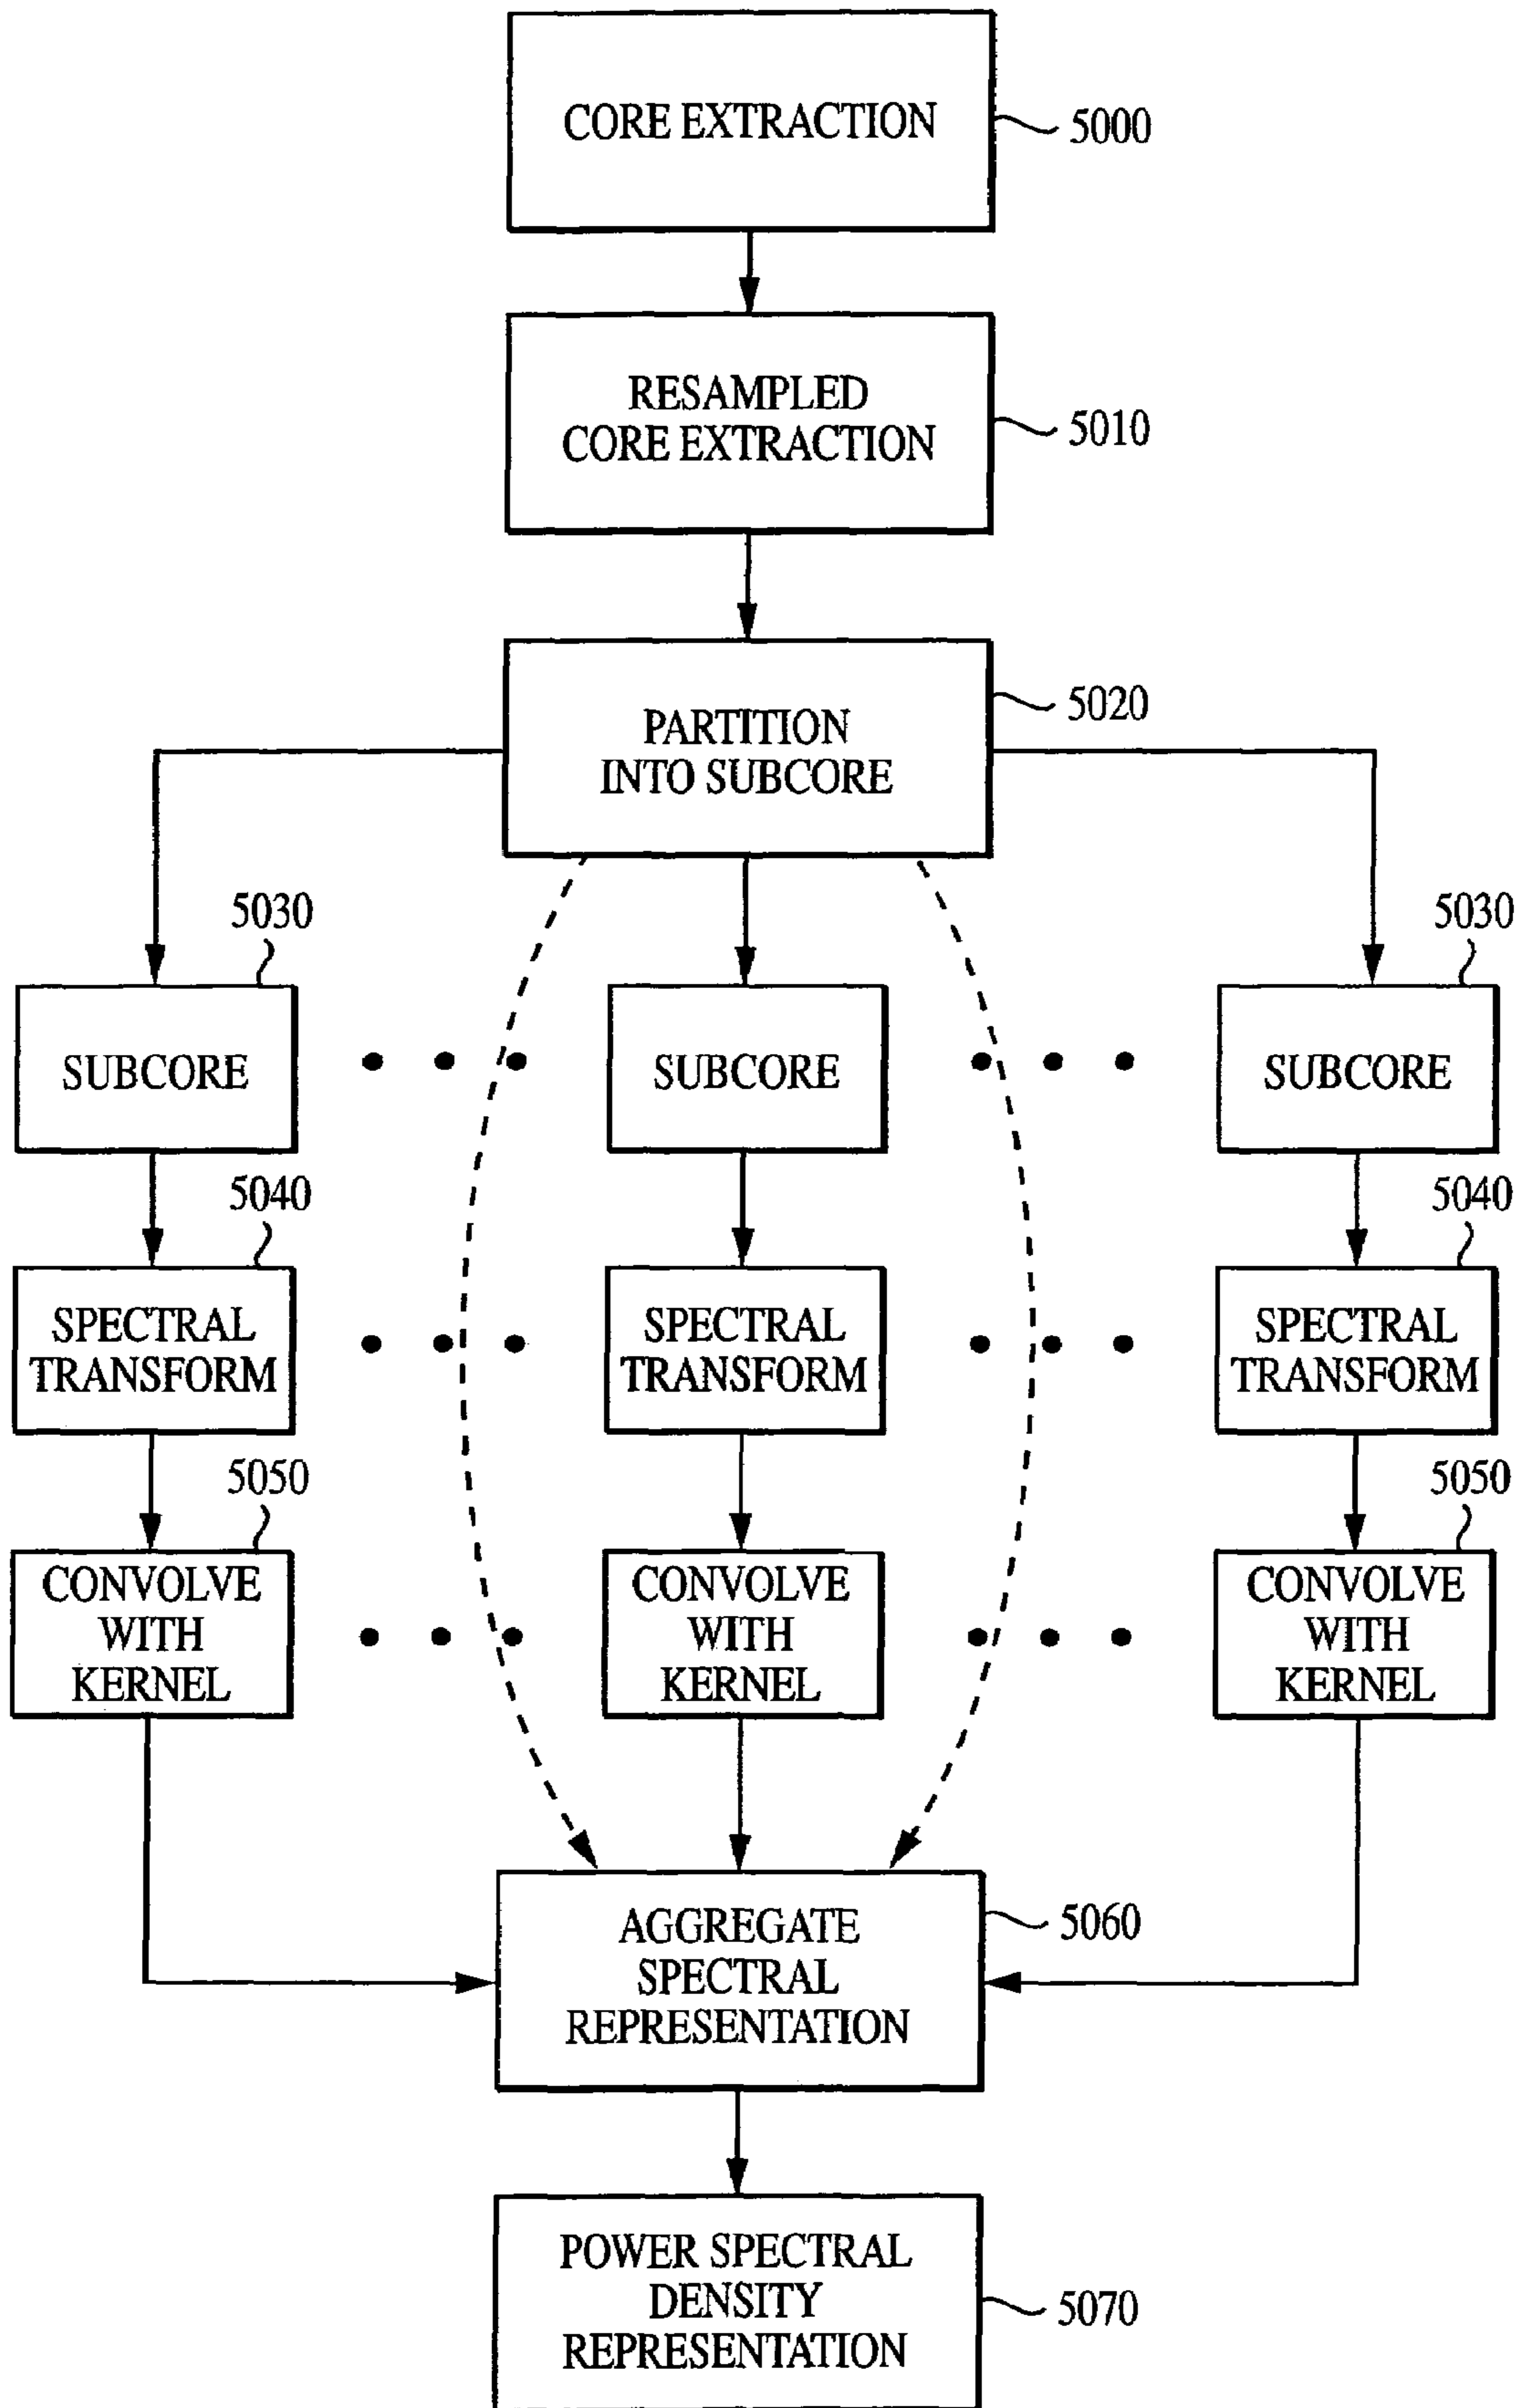 CORE EXTRACTION
5000
RESAMPLED
CORE EXTRACTION
5010
PARTITION
INTO SUBCORE
5020
5030
5030
SUBCORE
SUBCORE
SUBCORE
5040
5040
SPECTRAL
TRANSFORM
SPECTRAL
TRANSFORM
SPECTRAL
TRANSFORM
5050
5050
CONVOLVE
WITH
KERNEL
CONVOLVE
WITH
KERNEL
CONVOLVE
WITH
KERNEL
AGGREGATE
SPECTRAL
REPRESENTATION
5060
POWER SPECTRAL
DENSITY
REPRESENTATION
5070